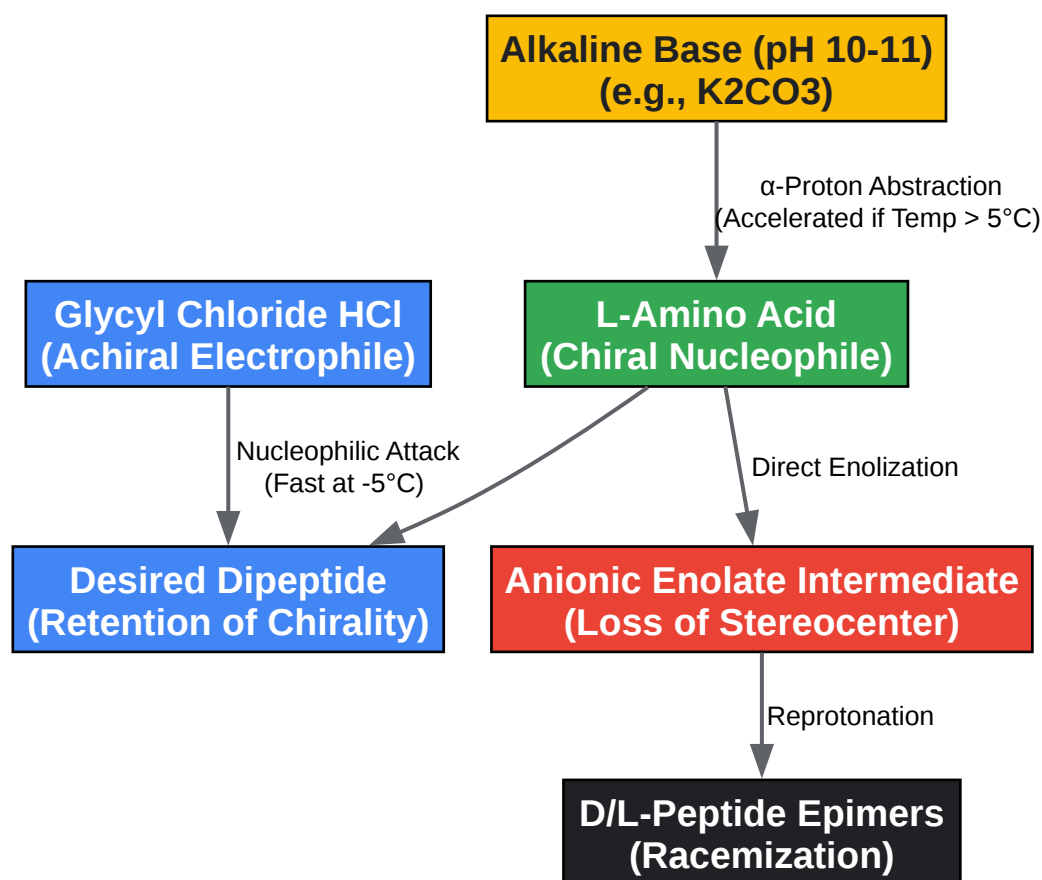 Alkaline Base (pH 10-11)
(e.g., K2CO3)
α-Proton Abstraction
(Accelerated if Temp > 5°C)
Glycyl Chloride HCl
(Achiral Electrophile)
L-Amino Acid
(Chiral Nucleophile)
Nucleophilic Attack
(Fast at -5°C)
Direct Enolization
Desired Dipeptide
(Retention of Chirality)
Anionic Enolate Intermediate
(Loss of Stereocenter)
Reprotonation
D/L-Peptide Epimers
(Racemization)